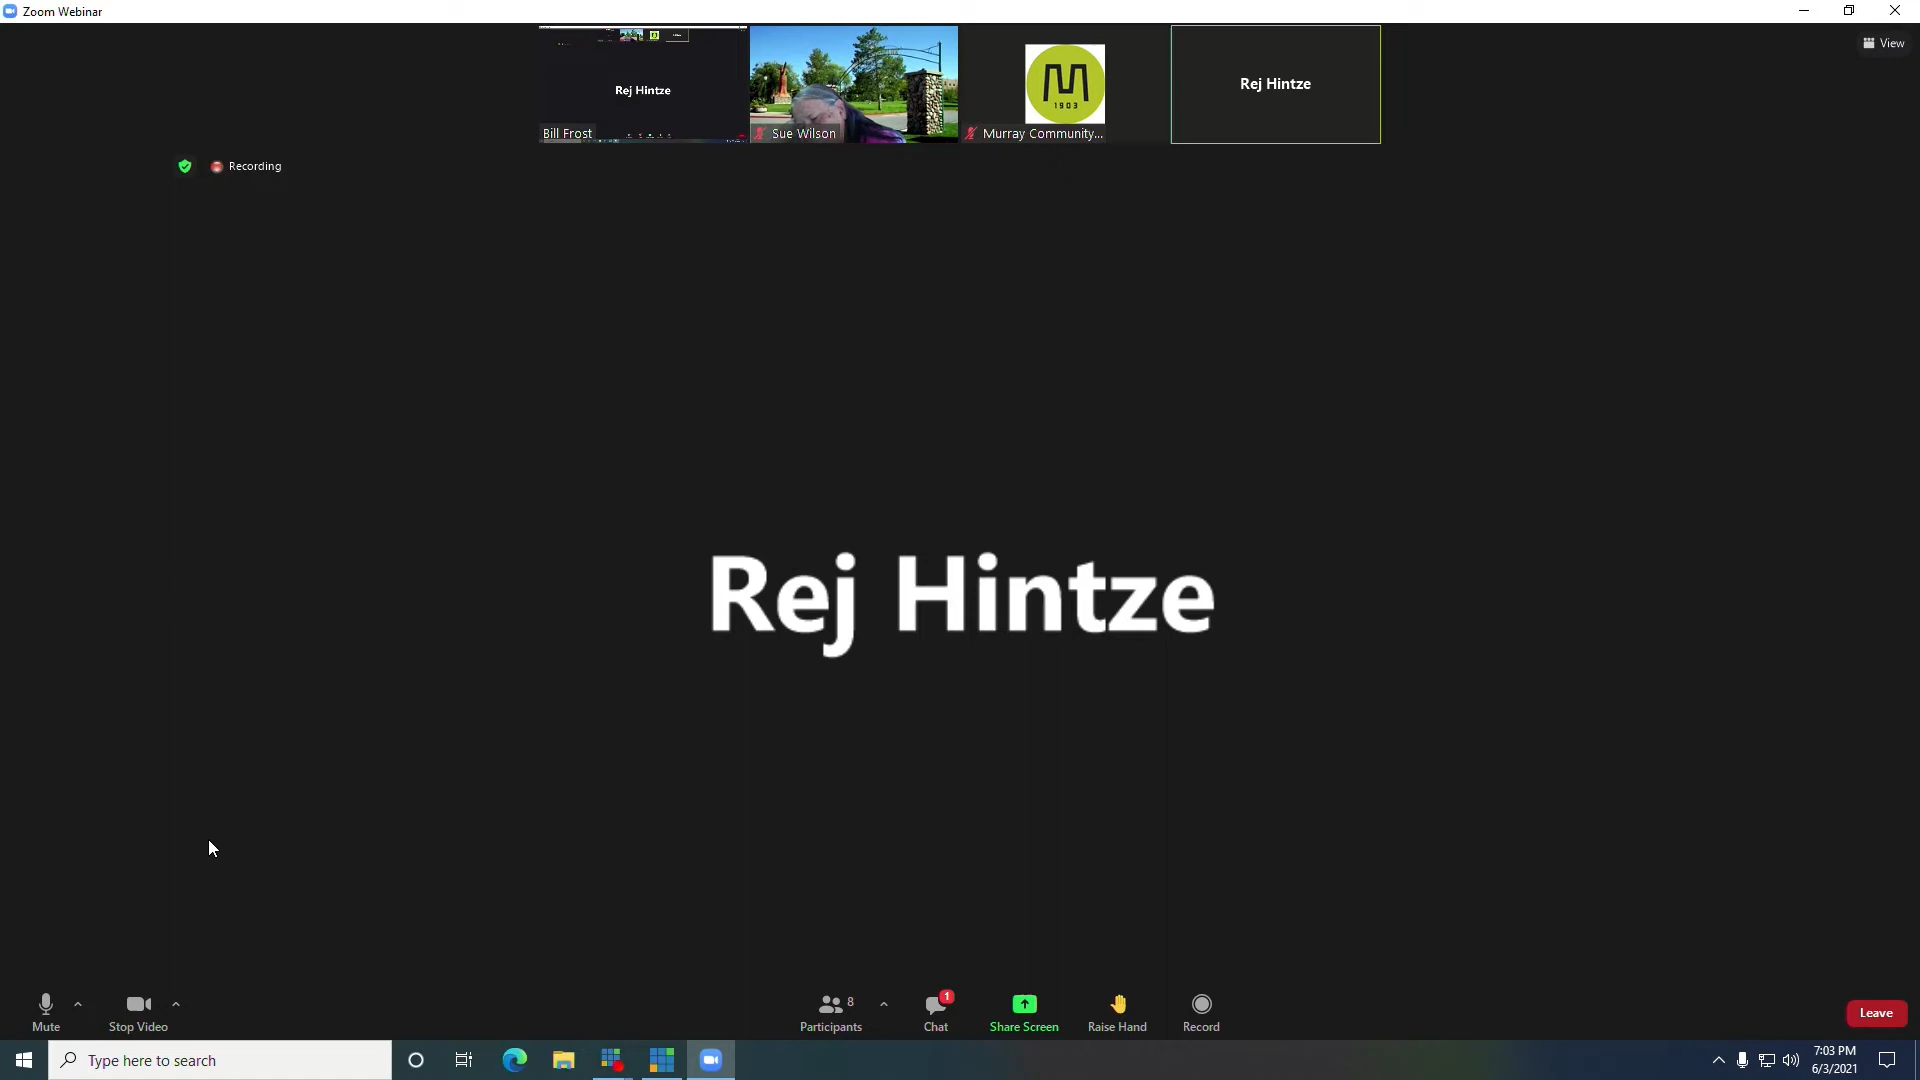 Zoom Webinar
Rej Hintze
Bill Frost
Sue Wilson
M
1903
Murray Community...
Rej Hintze
View
Recording
Rej Hintze
Mute
Stop Video
8
Participants
1
Chat
Share Screen
Raise Hand
Record
Leave
Type here to search
7:03 PM
6/3/2021